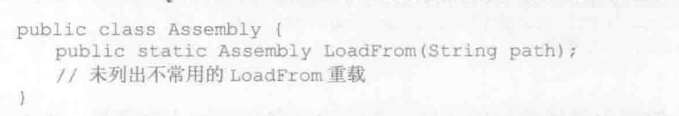 public class Assembly {
    public static Assembly LoadFrom(String path);
    // 未列出不常用的 LoadFrom 重载
}